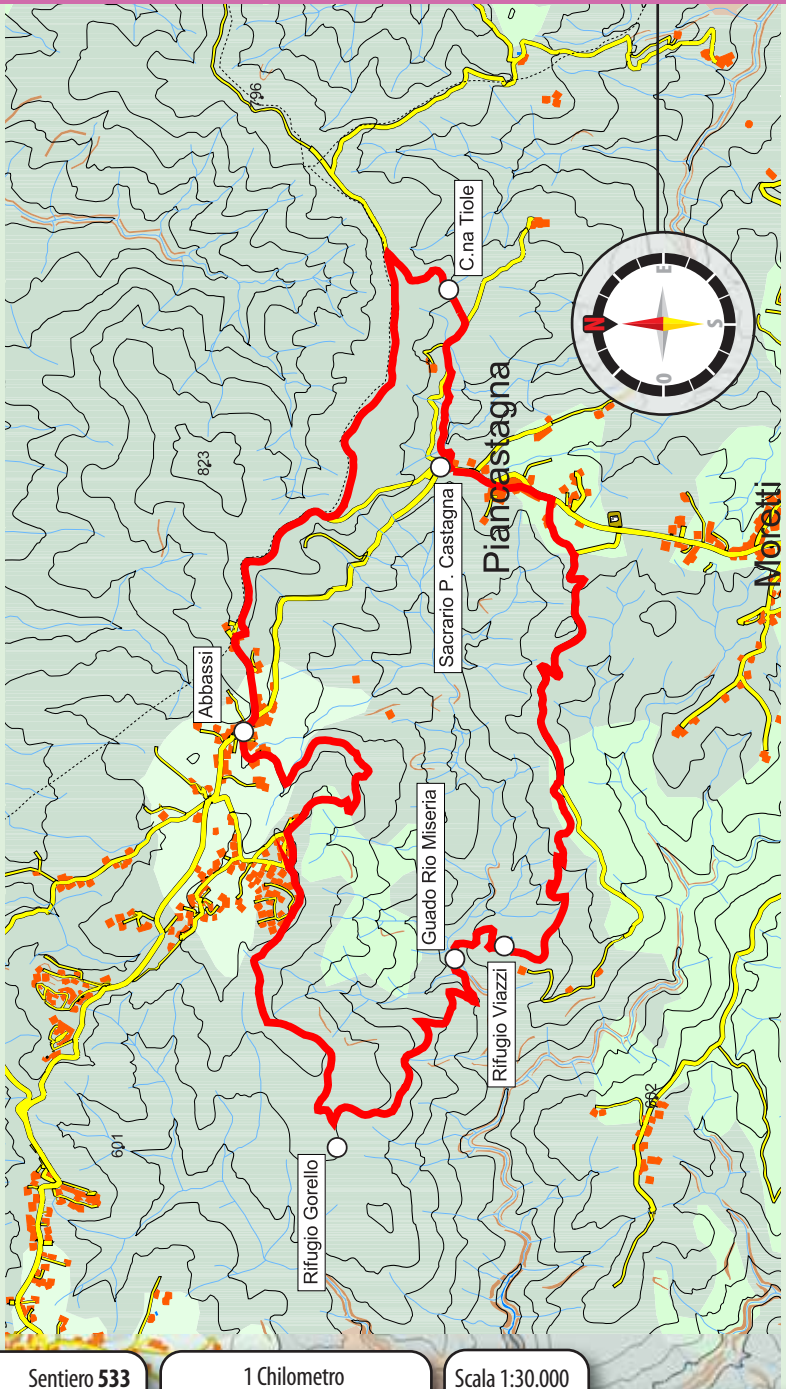 796
C.na Tiole
N
E
S
O
823
Piancastagna
Sacrario P. Castagna
Moretti
Abbassi
Guado Rio Miseria
Rifugio Viazzi
601
Rifugio Gorello
602
Sentiero 533
1 Chilometro
Scala 1:30.000